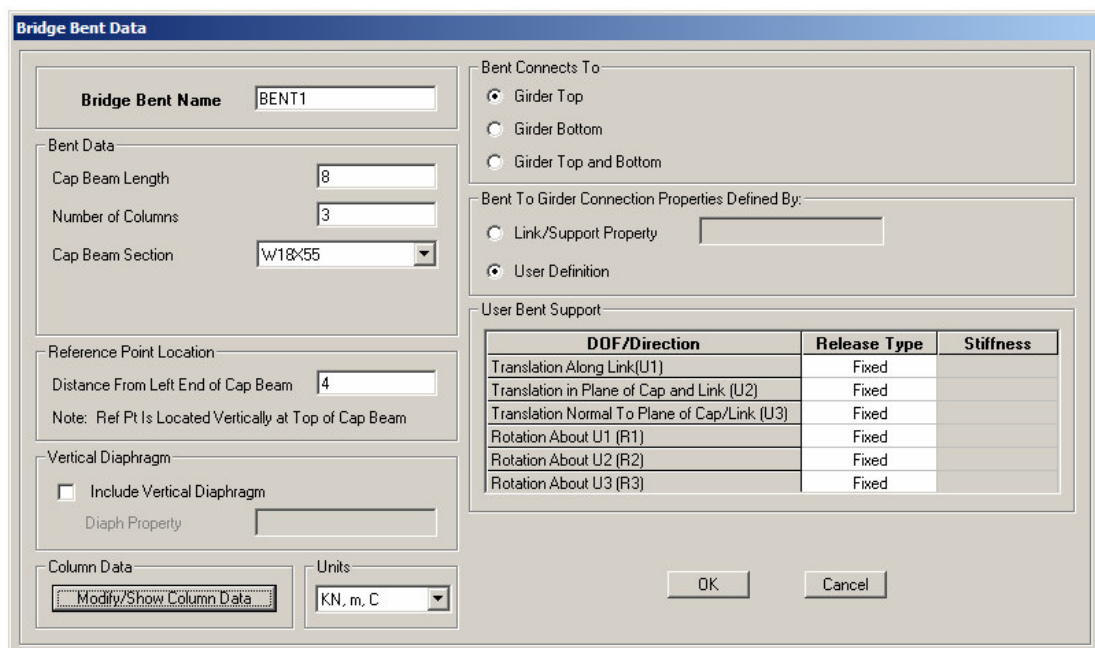 Bridge Bent Data
Bridge Bent Name BENT1
Bent Data
Cap Beam Length 8
Number of Columns 3
Cap Beam Section W18X55
Reference Point Location
Distance From Left End of Cap Beam 4
Note: Ref Pt Is Located Vertically at Top of Cap Beam
Vertical Diaphragm
Include Vertical Diaphragm
Diaph Property
Column Data
Modify/Show Column Data
Units
KN, m, C
Bent Connects To
Girder Top
Girder Bottom
Girder Top and Bottom
Bent To Girder Connection Properties Defined By:
Link/Support Property
User Definition
User Bent Support
DOF/Direction Release Type Stiffness
Translation Along Link(U1) Fixed
Translation in Plane of Cap and Link (U2) Fixed
Translation Normal To Plane of Cap/Link (U3) Fixed
Rotation About U1 (R1) Fixed
Rotation About U2 (R2) Fixed
Rotation About U3 (R3) Fixed
OK Cancel